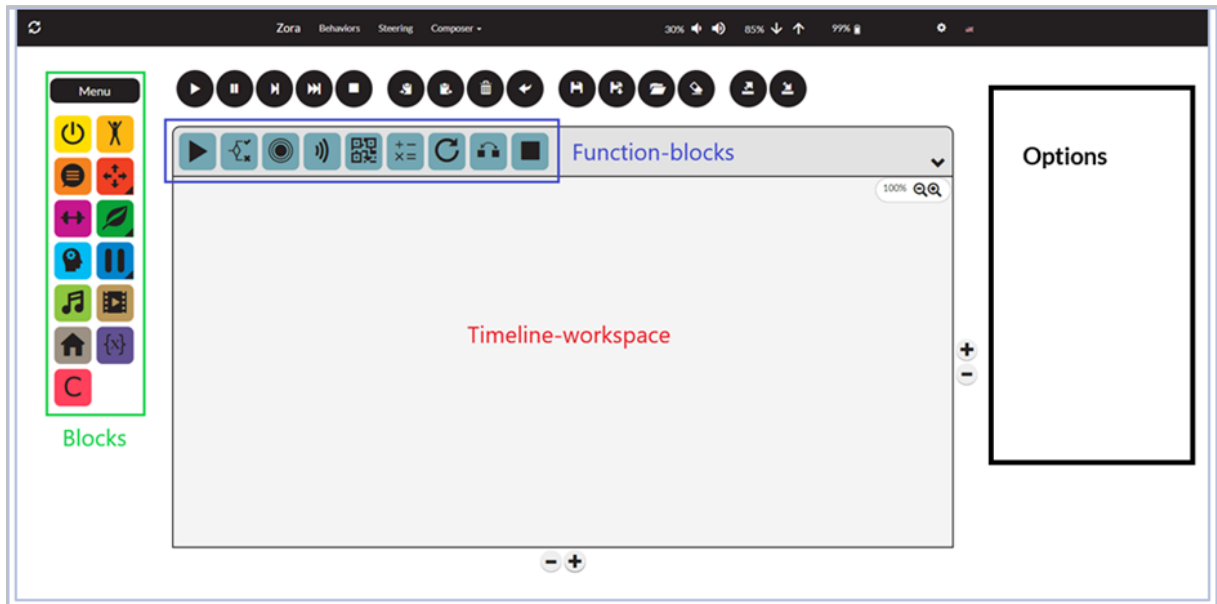 Zora Behaviors Steering Composer 30% 85% 99%
Menu
Function-blocks
Options
100%
{x}
Timeline-workspace
C
Blocks